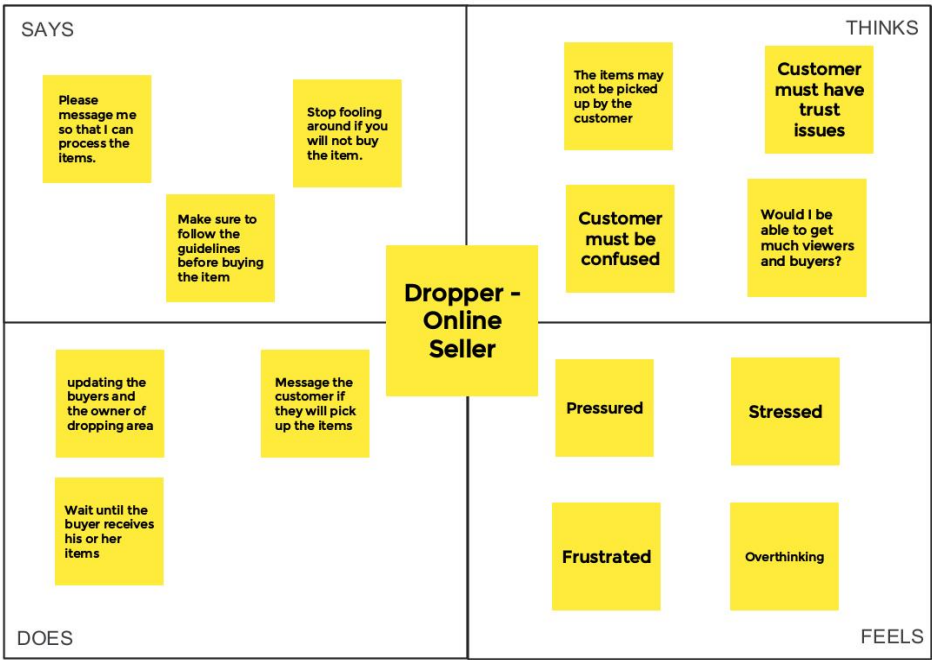 SAYS
Please
message me
so that I can
process the
items.
Stop fooling
around if you
will not buy
the item.
Make sure to
follow the
guidelines
before buying
the item
THINKS
The items may
not be picked
up by the
customer
Customer
must have
trust
issues
Customer
must be
confused
Would I be
able to get
much viewers
and buyers?
Dropper -
Online
Seller
updating the
buyers and
the owner of
dropping area
Message the
customer if
they will pick
up the items
Wait until the
buyer receives
his or her
items
DOES
Pressured
Stressed
Frustrated
Overthinking
FEELS